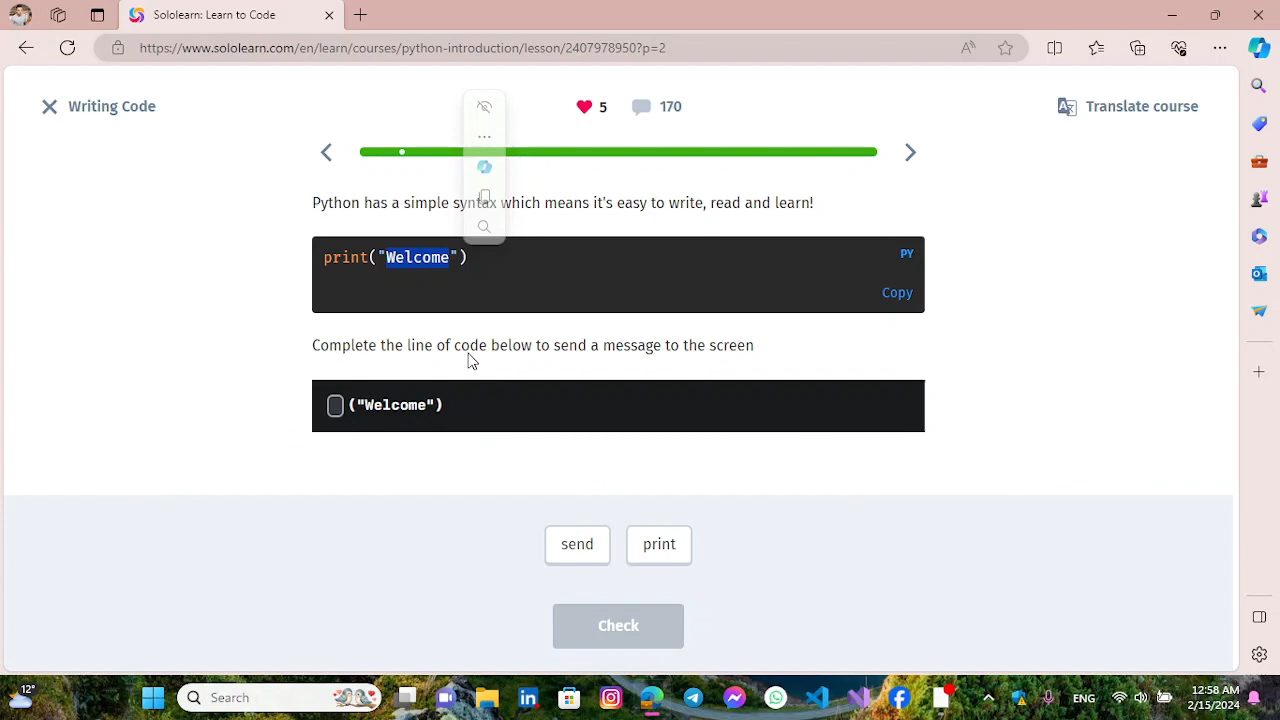 Sololearn: Learn to Code
https://www.sololearn.com/en/learn/courses/python-introduction/lesson/2407978950?p=2
Writing Code
5
170
Translate course
Python has a simple syntax which means it's easy to write, read and learn!
print("Welcome")
PY
Copy
Complete the line of code below to send a message to the screen
("Welcome")
send
print
Check
12°
Search
ENG
12:58 AM
2/15/2024